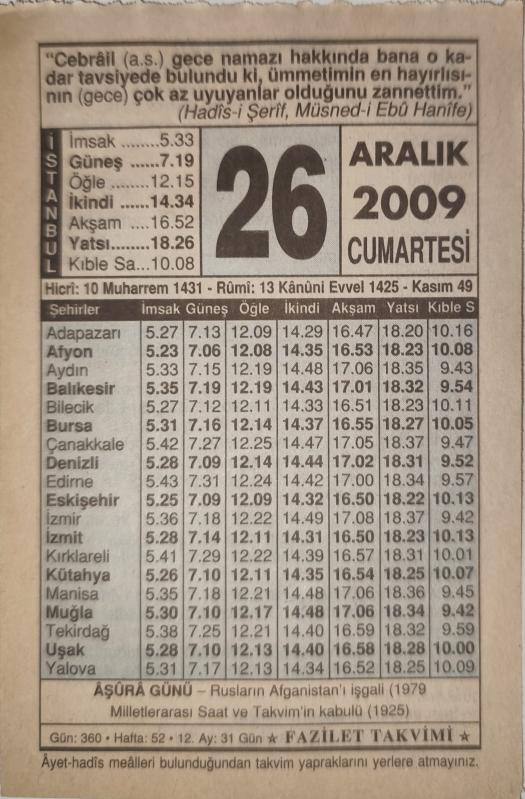 “Cebrâil (a.s.) gece namazı hakkında bana o ka-
dar tavsiyede bulundu ki, ümmetimin en hayırlısı-
nın (gece) çok az uyuyanlar olduğunu zannettim.”
(Hadîs-i Şerîf, Müsned-i Ebû Hanîfe)
İSTANBUL
İmsak ........5.33
Güneş ......7.19
Öğle ........12.15
İkindi ......14.34
Akşam ....16.52
Yatsı........18.26
Kıble Sa...10.08
26
ARALIK
2009
CUMARTESİ
Hicrî: 10 Muharrem 1431 - Rûmî: 13 Kânûni Evvel 1425 - Kasım 49
Şehirler İmsak Güneş Öğle İkindi Akşam Yatsı Kıble S
Adapazarı 5.27 7.13 12.09 14.29 16.47 18.20 10.16
Afyon 5.23 7.06 12.08 14.35 16.53 18.23 10.08
Aydın 5.33 7.15 12.19 14.48 17.06 18.35 9.43
Balıkesir 5.35 7.19 12.19 14.43 17.01 18.32 9.54
Bilecik 5.27 7.12 12.11 14.33 16.51 18.23 10.11
Bursa 5.31 7.16 12.14 14.37 16.55 18.27 10.05
Çanakkale 5.42 7.27 12.25 14.47 17.05 18.37 9.47
Denizli 5.28 7.09 12.14 14.44 17.02 18.31 9.52
Edirne 5.43 7.31 12.24 14.42 17.00 18.34 9.57
Eskişehir 5.25 7.09 12.09 14.32 16.50 18.22 10.13
İzmir 5.36 7.18 12.22 14.49 17.08 18.37 9.42
İzmit 5.28 7.14 12.11 14.31 16.50 18.23 10.13
Kırklareli 5.41 7.29 12.22 14.39 16.57 18.31 10.01
Kütahya 5.26 7.10 12.11 14.35 16.54 18.25 10.07
Manisa 5.35 7.18 12.21 14.48 17.06 18.36 9.45
Muğla 5.30 7.10 12.17 14.48 17.06 18.34 9.42
Tekirdağ 5.38 7.25 12.21 14.40 16.59 18.32 9.59
Uşak 5.28 7.10 12.13 14.40 16.58 18.28 10.00
Yalova 5.31 7.17 12.13 14.34 16.52 18.25 10.09
ÂŞÛRÂ GÜNÜ – Rusların Afganistan'ı işgali (1979
Milletlerarası Saat ve Takvim'in kabulü (1925)
Gün: 360 • Hafta: 52 • 12. Ay: 31 Gün ★ FAZİLET TAKVİMİ ★
Âyet-hadîs meâlleri bulunduğundan takvim yapraklarını yerlere atmayınız.